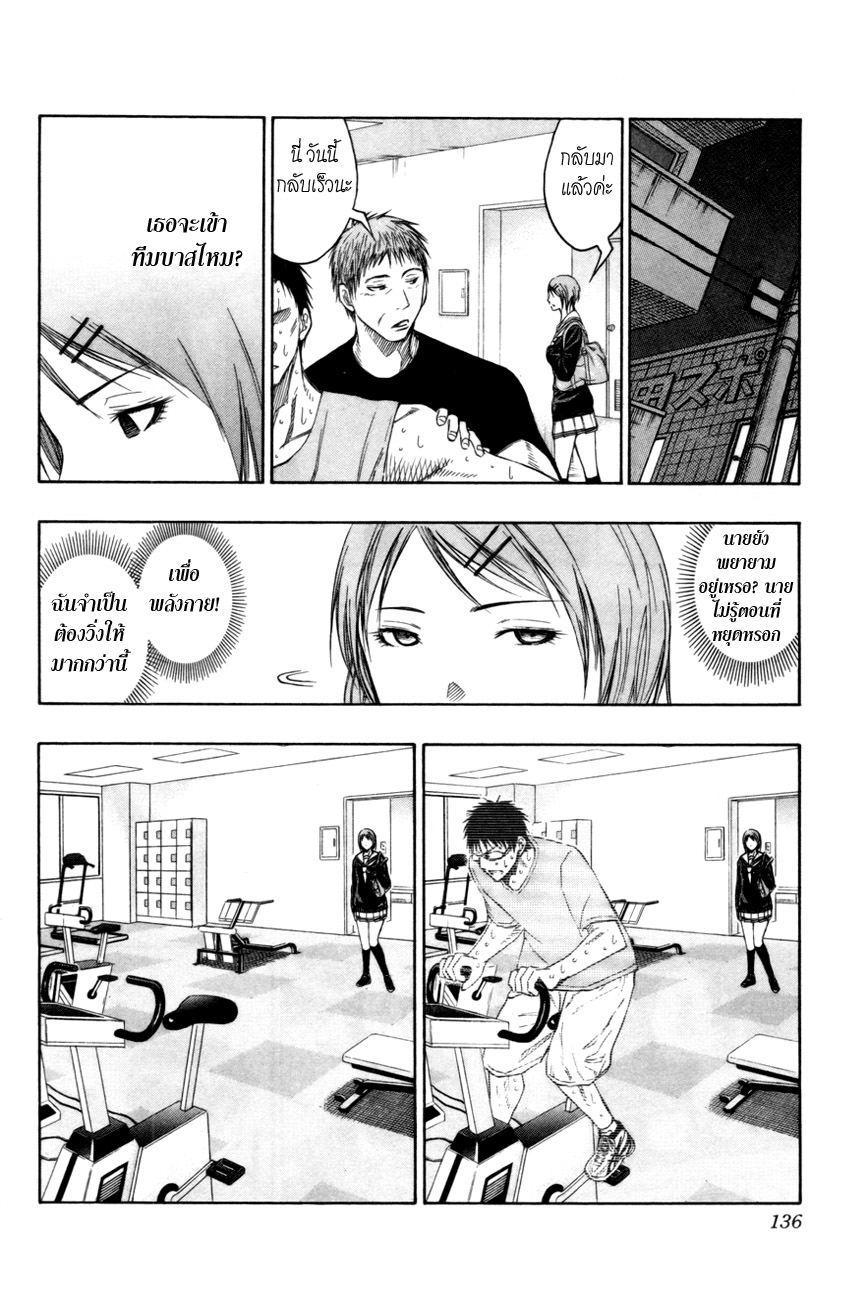 กลับมา
แล้วค่ะ
นี่ วันนี้
กลับเร็วนะ
เธอจะเข้า
ทีมบาสไหม?
明スポ
นายยัง
พยายาม
อยู่เหรอ? นาย
ไม่รู้ตอนที่
หยุดหรอก
เพื่อ
พลังกาย!
ฉันจำเป็น
ต้องวิ่งให้
มากกว่านี้
136